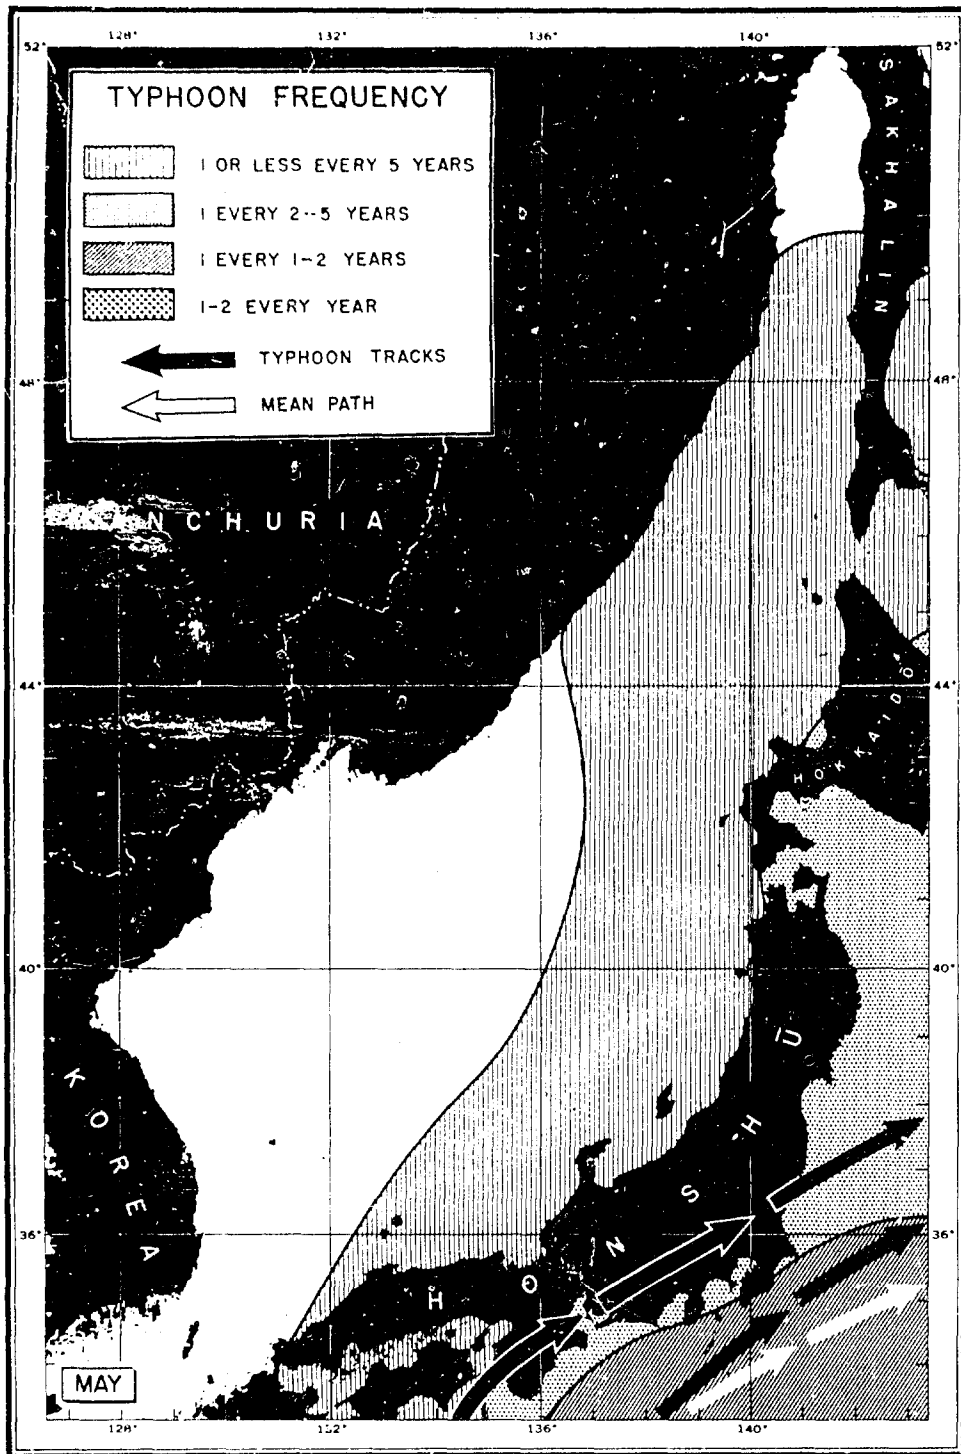 128° 132° 136° 140°
52° 52°
TYPHOON FREQUENCY
1 OR LESS EVERY 5 YEARS
1 EVERY 2-5 YEARS
1 EVERY 1-2 YEARS
1-2 EVERY YEAR
TYPHOON TRACKS
MEAN PATH
SAKHALIN
48° 48°
MANCHURIA
44° 44°
HOKKAIDO
40° 40°
KOREA
HONSHŪ
36° 36°
MAY
128° 132° 136° 140°